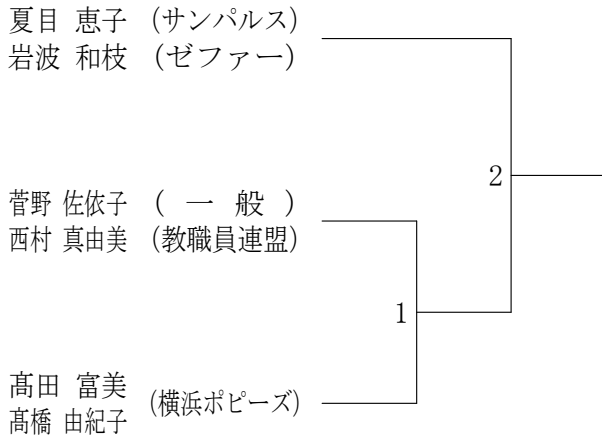 夏目 恵子 (サンパルス)
岩波 和枝 (ゼファー)
2
菅野 佐依子 ( 一 般 )
西村 真由美 (教職員連盟)
1
髙田 富美 (横浜ポピーズ)
髙橋 由紀子